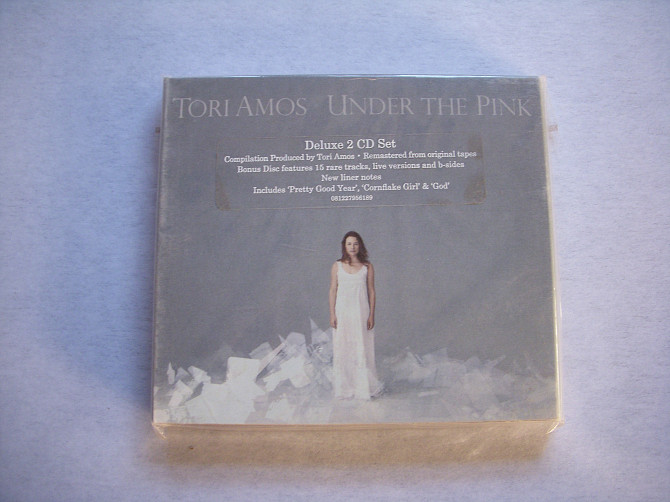 TORI AMOS UNDER THE PINK
Deluxe 2 CD Set
Compilation Produced by Tori Amos • Remastered from original tapes
Bonus Disc features 15 rare tracks, live versions and b-sides
New liner notes
Includes 'Pretty Good Year', 'Cornflake Girl' & 'God'
081227956189